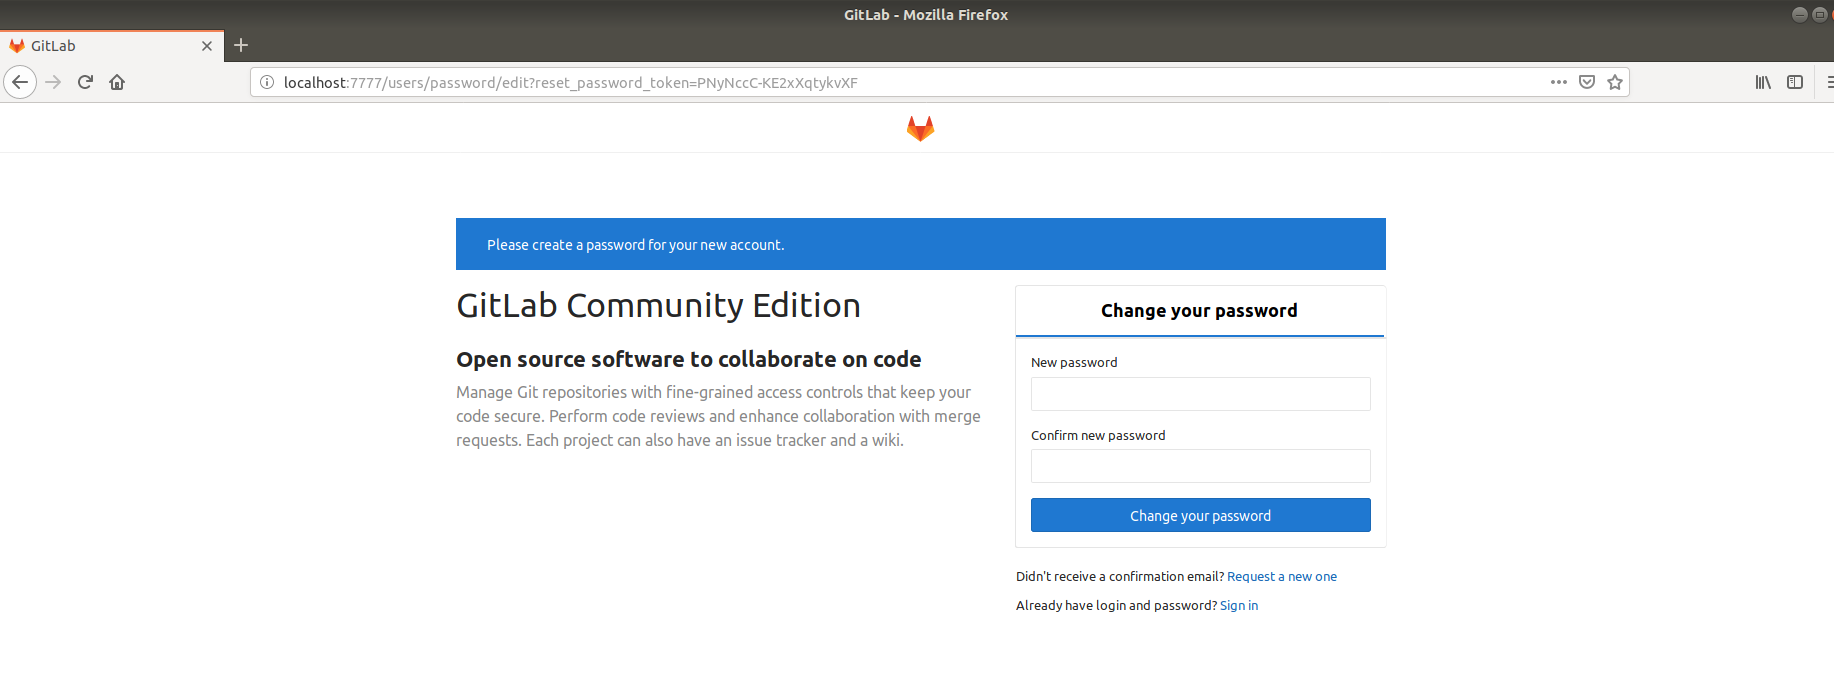 GitLab - Mozilla Firefox
GitLab
localhost:7777/users/password/edit?reset_password_token=PNyNccC-KE2xXqtykvXF
Please create a password for your new account.
GitLab Community Edition
Open source software to collaborate on code
Manage Git repositories with fine-grained access controls that keep your
code secure. Perform code reviews and enhance collaboration with merge
requests. Each project can also have an issue tracker and a wiki.
Change your password
New password
Confirm new password
Change your password
Didn't receive a confirmation email? Request a new one
Already have login and password? Sign in